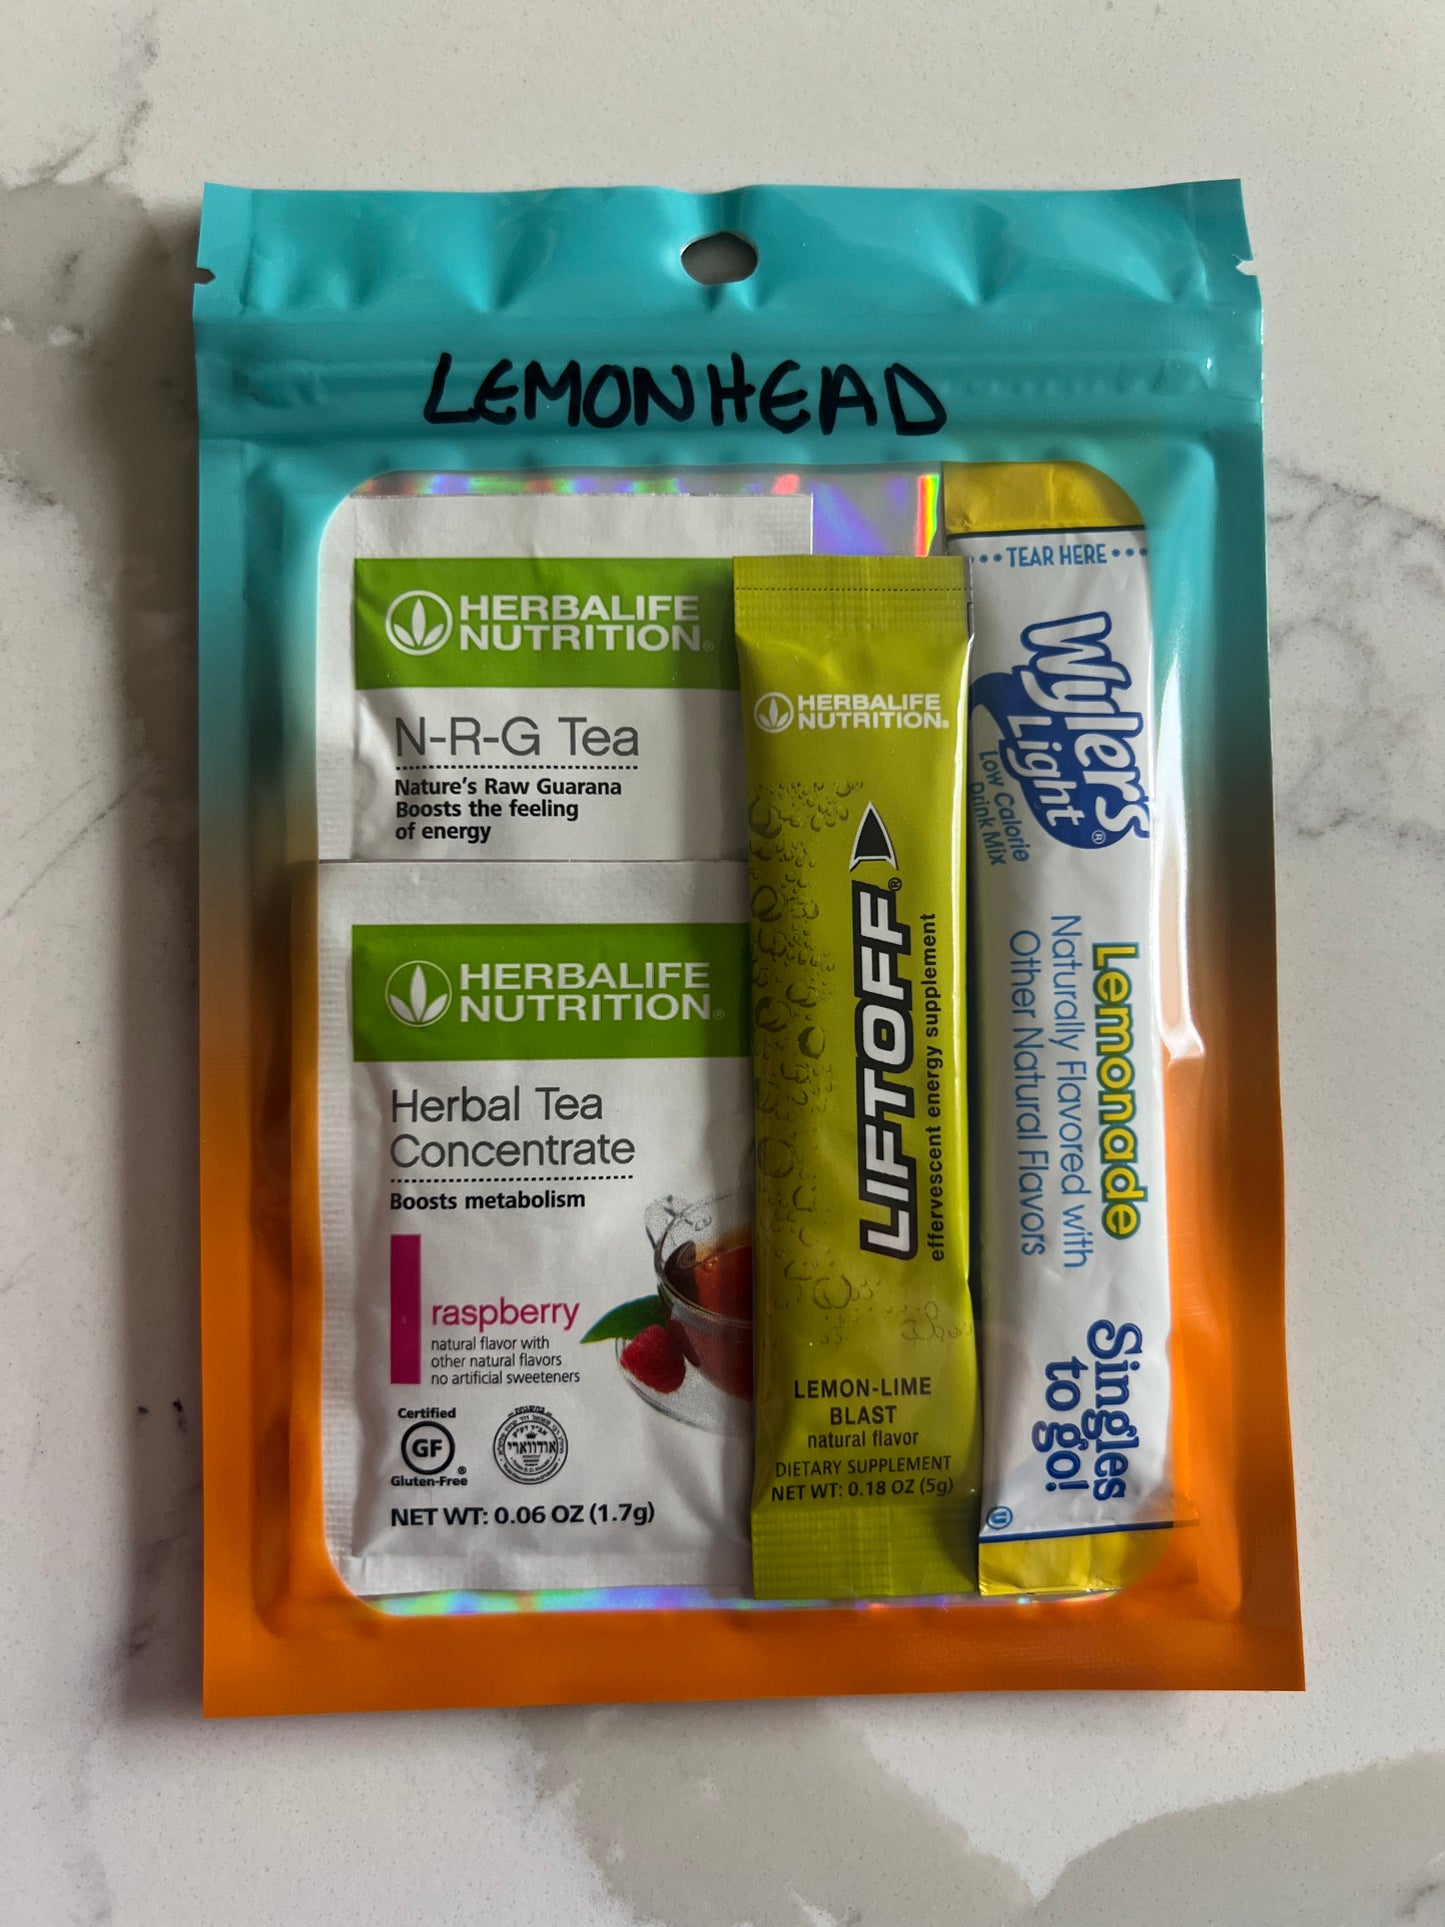 LEMONHEAD
HERBALIFE
NUTRITION®
N-R-G Tea
Nature's Raw Guarana
Boosts the feeling
of energy
HERBALIFE
NUTRITION®
Herbal Tea
Concentrate
Boosts metabolism
raspberry
natural flavor with
other natural flavors
no artificial sweeteners
Certified
GF
Gluten-Free®
NET WT: 0.06 OZ (1.7g)
HERBALIFE
NUTRITION®
LIFTOFF®
effervescent energy supplement
LEMON-LIME
BLAST
natural flavor
DIETARY SUPPLEMENT
NET WT: 0.18 OZ (5g)
TEAR HERE
Wylers
Light®
Low Calorie
Drink Mix
Lemonade
Naturally Flavored with
Other Natural Flavors
Singles
to go!
U